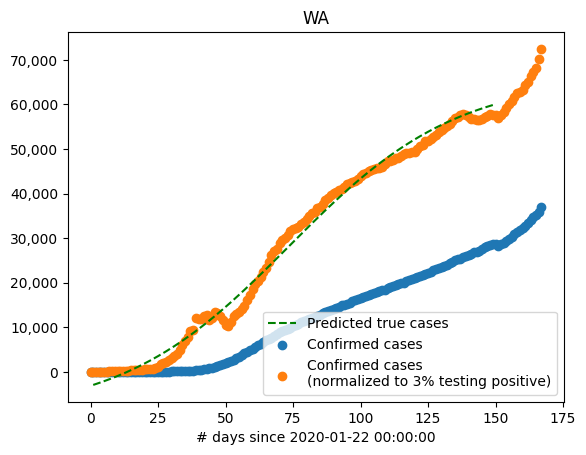 WA
70,000
60,000
50,000
40,000
30,000
20,000
10,000
0
Predicted true cases
Confirmed cases
Confirmed cases
(normalized to 3% testing positive)
0 25 50 75 100 125 150 175
# days since 2020-01-22 00:00:00